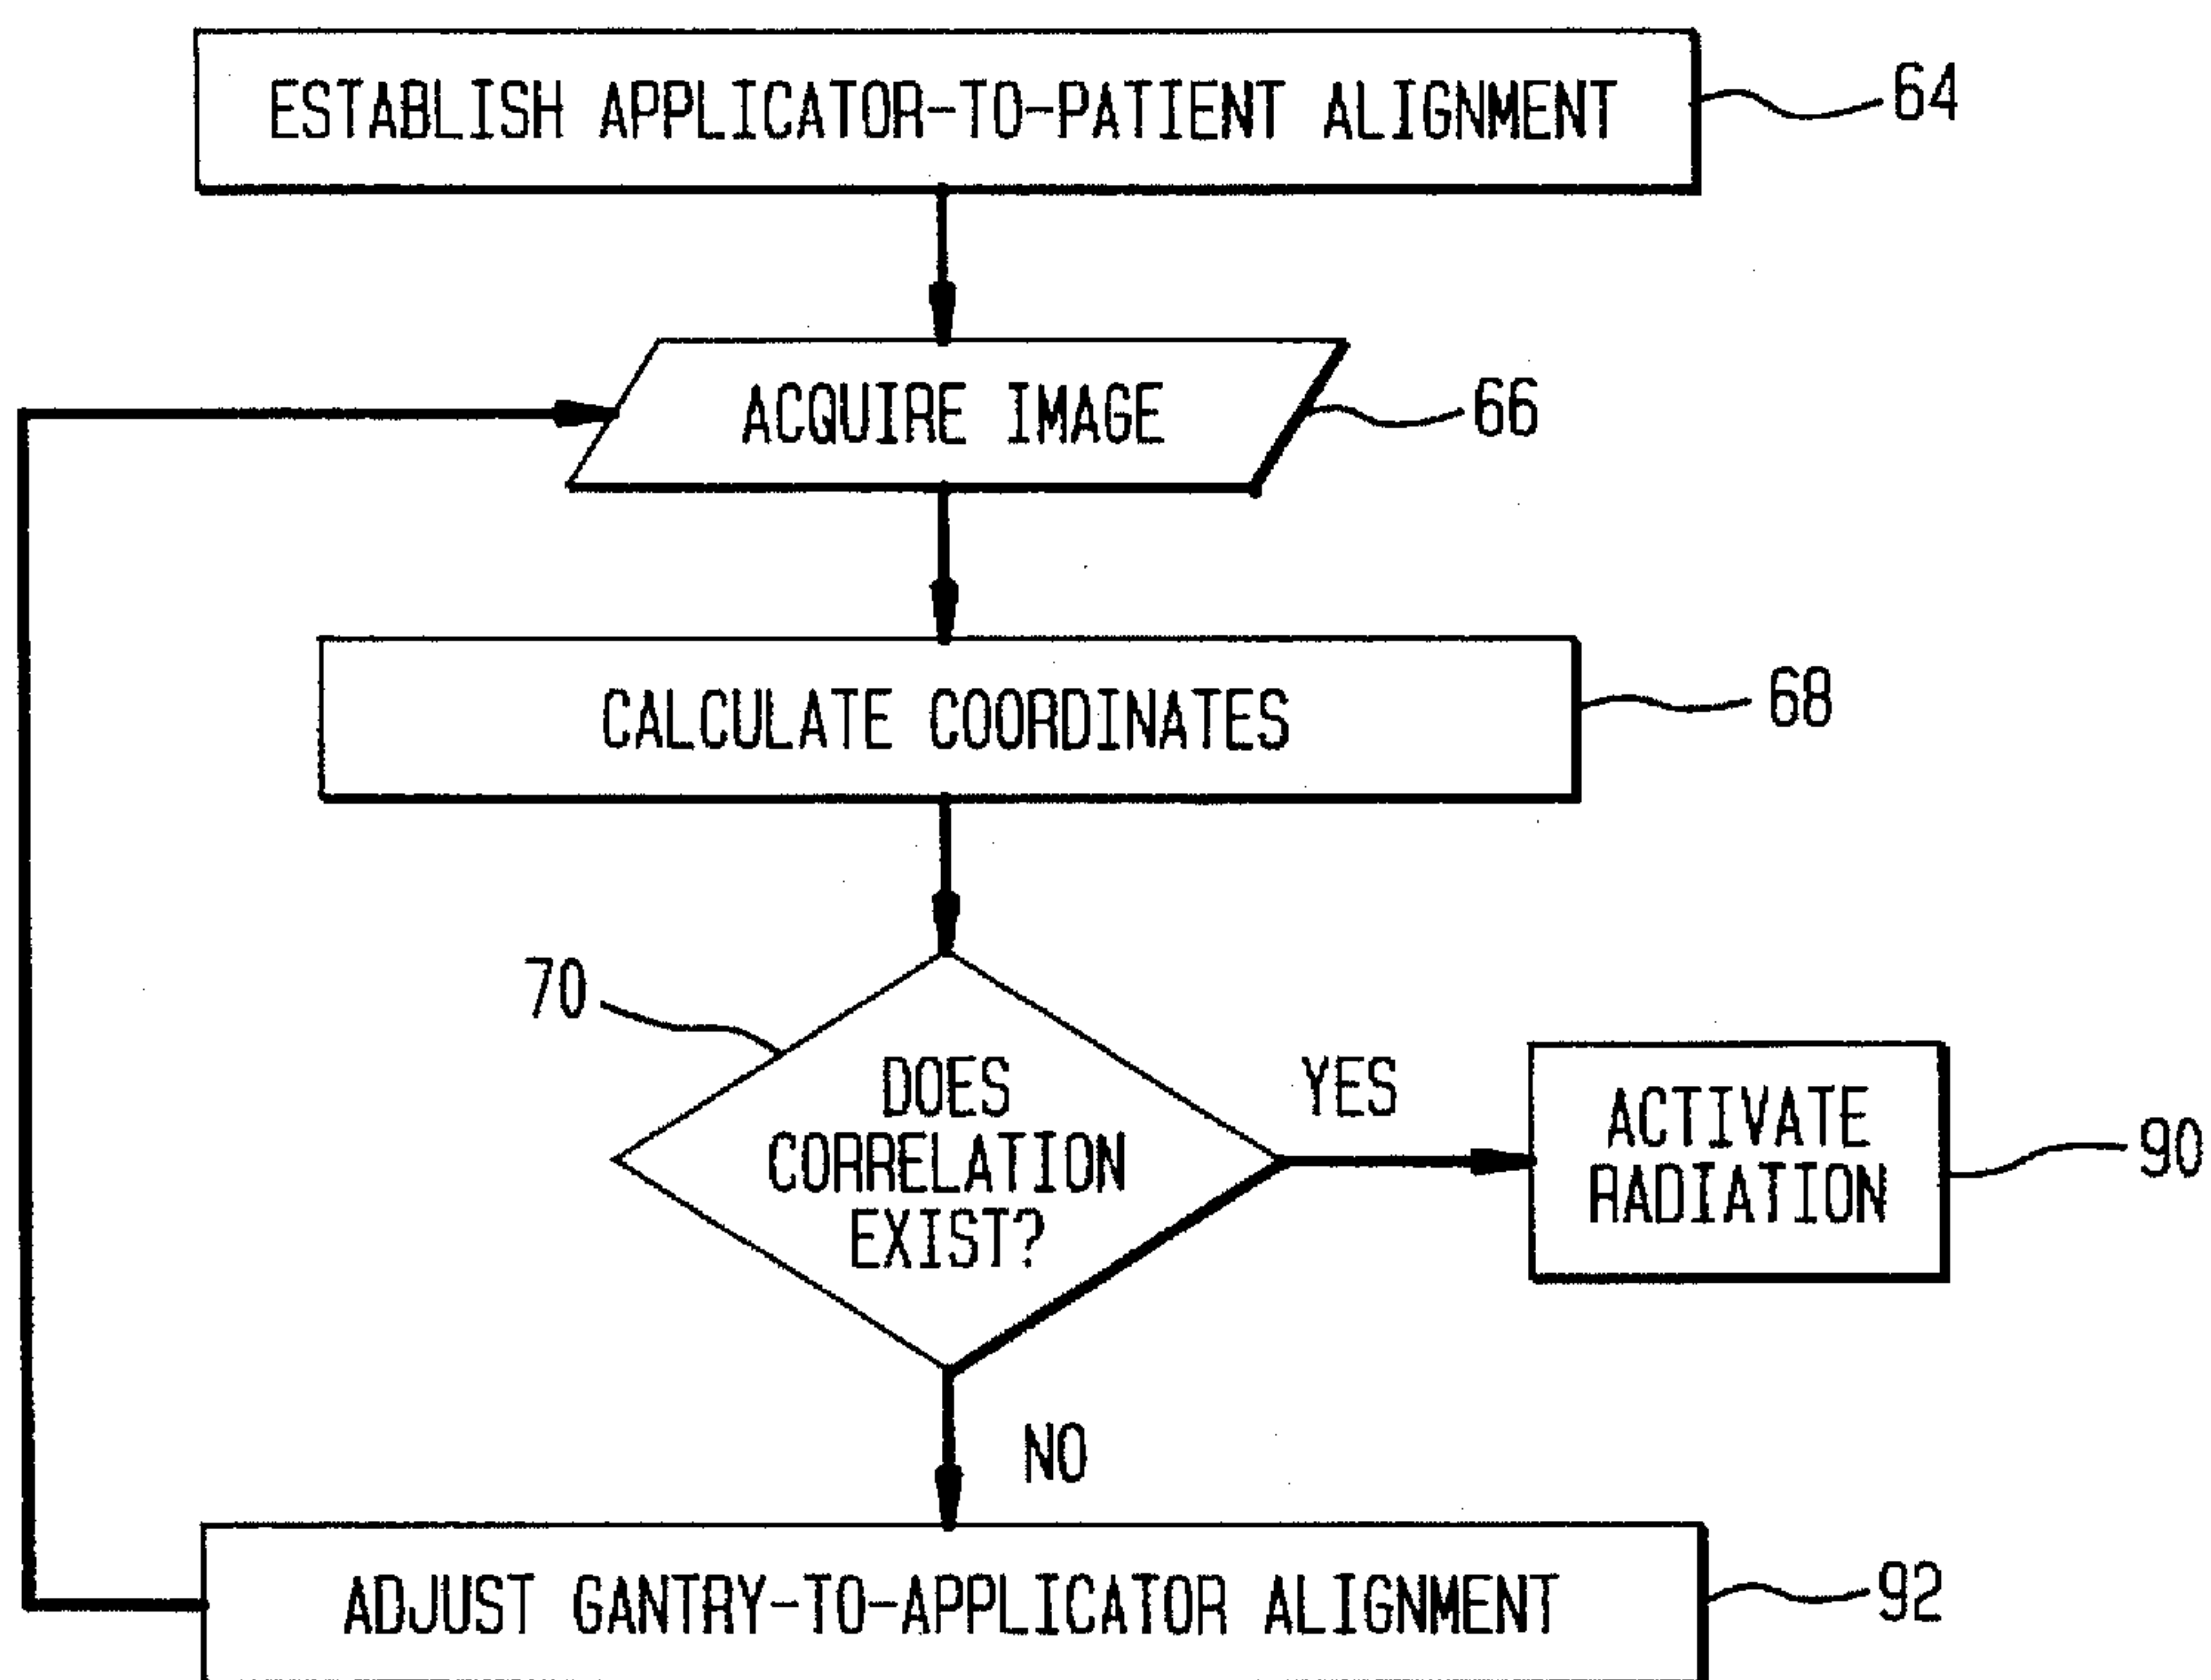 ESTABLISH APPLICATOR-TO-PATIENT ALIGNMENT
64
ACQUIRE IMAGE
66
CALCULATE COORDINATES
68
70
DOES
CORRELATION
EXIST?
YES
ACTIVATE
RADIATION
90
NO
ADJUST GANTRY-TO-APPLICATOR ALIGNMENT
92